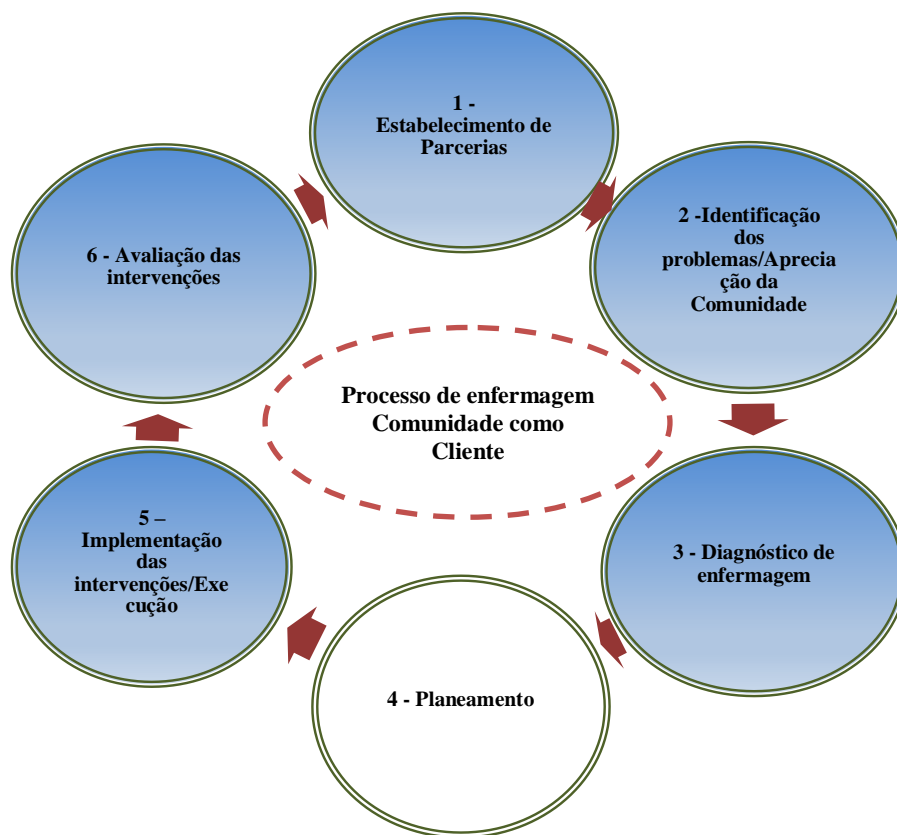 1 -
Estabelecimento de
Parcerias
2 -Identificação
dos
problemas/Aprecia
ção da
Comunidade
3 - Diagnóstico de
enfermagem
4 - Planeamento
5 –
Implementação
das
intervenções/Exe
cução
6 - Avaliação das
intervenções
Processo de enfermagem
Comunidade como
Cliente